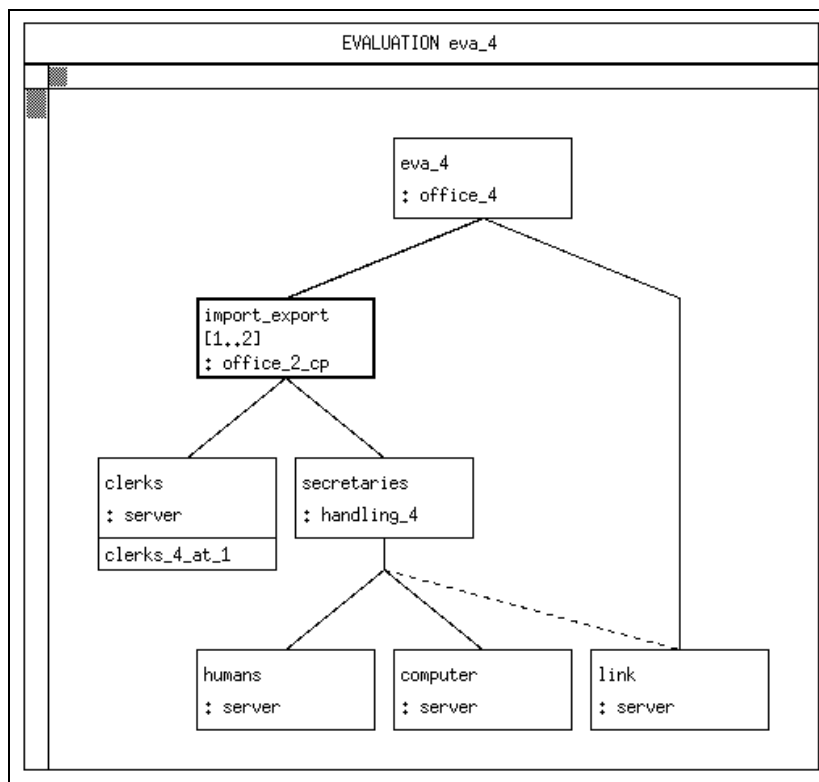 EVALUATION eva_4
eva_4
: office_4
import_export
[1..2]
: office_2_cp
clerks
: server
clerks_4_at_1
secretaries
: handling_4
humans
: server
computer
: server
link
: server